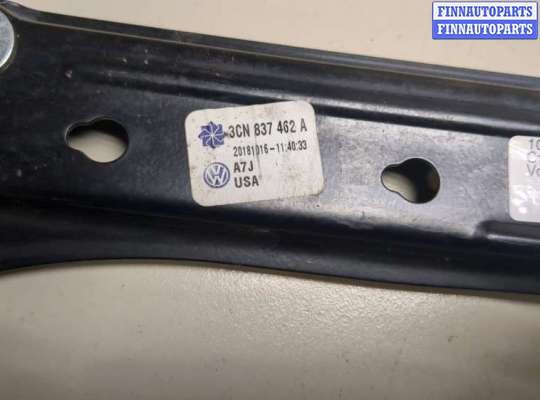 FINNAUTOPARTS
FINNAUTOPARTS
3CN 837 462 A
20181016-11:40:33
A7J
USA